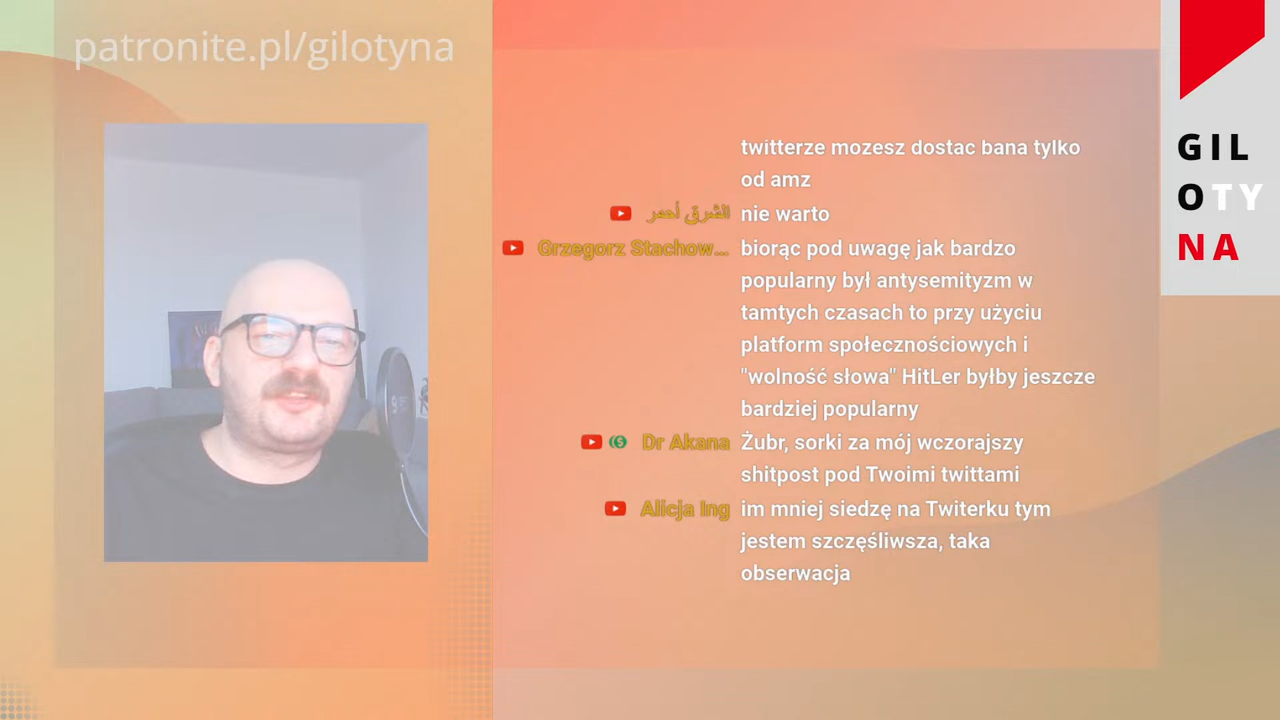 patronite.pl/gilotyna
twitterze mozesz dostac bana tylko
od amz
الشرق أحمر nie warto
Grzegorz Stachow... biorąc pod uwagę jak bardzo
popularny był antysemityzm w
tamtych czasach to przy użyciu
platform społecznościowych i
"wolność słowa" HitLer byłby jeszcze
bardziej popularny
Dr Akana Żubr, sorki za mój wczorajszy
shitpost pod Twoimi twittami
Alicja Ing im mniej siedzę na Twiterku tym
jestem szczęśliwsza, taka
obserwacja
GIL
OTY
NA